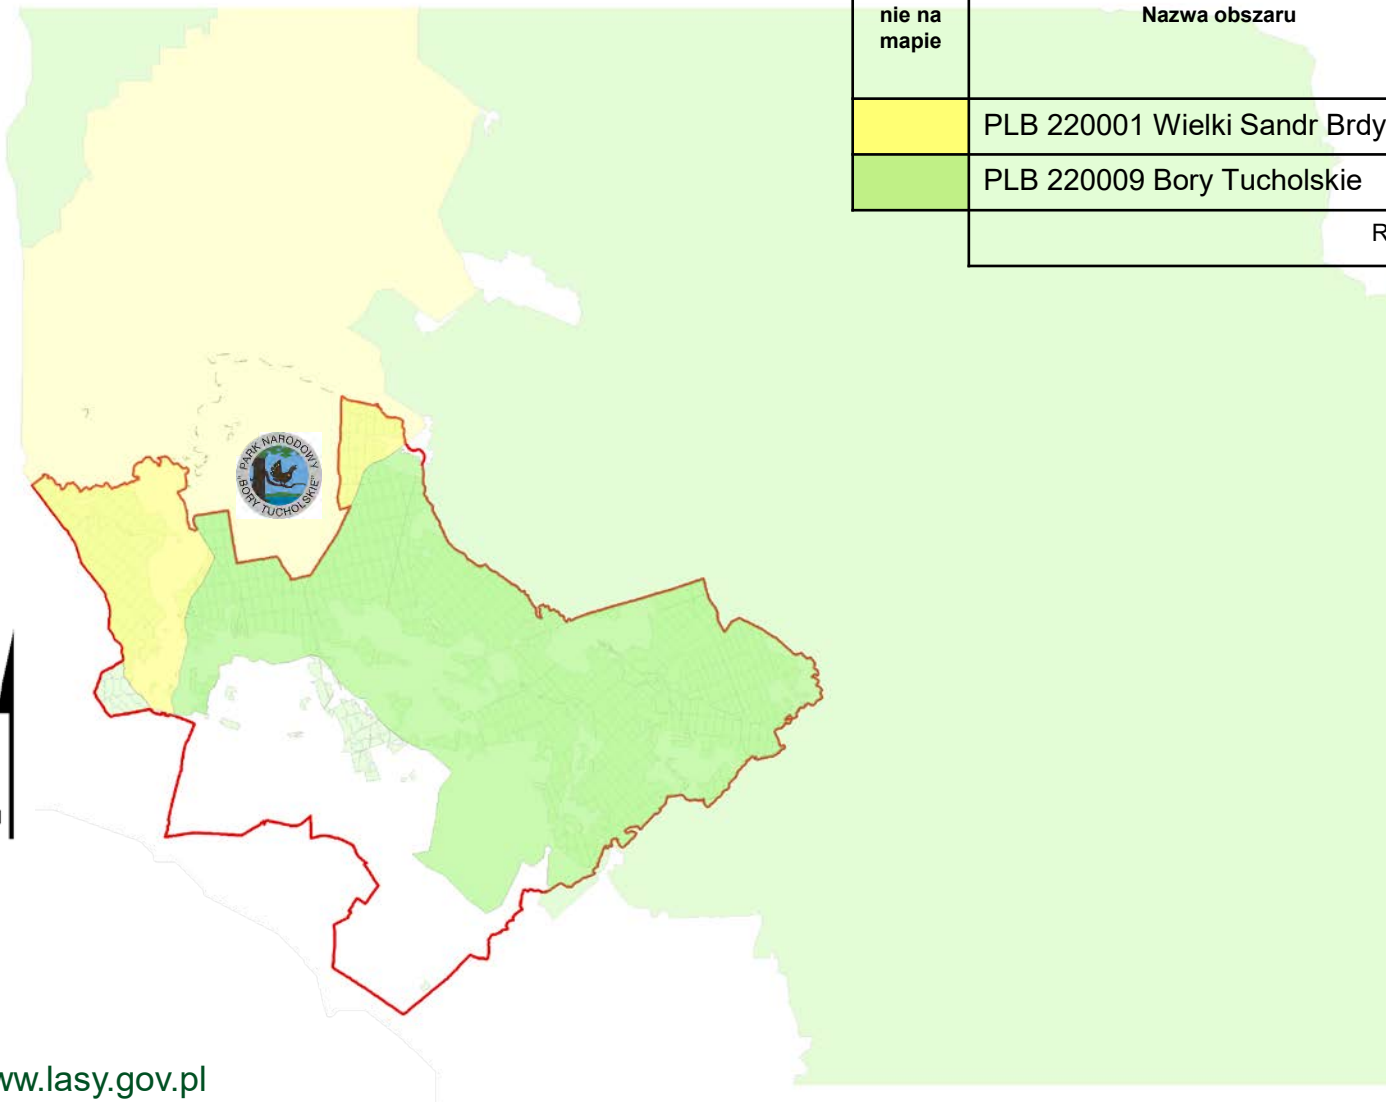 nie na
mapie
Nazwa obszaru
PLB 220001 Wielki Sandr Brdy
PLB 220009 Bory Tucholskie
R
PARK NARODOWY
"BORY TUCHOLSKIE"
ww.lasy.gov.pl